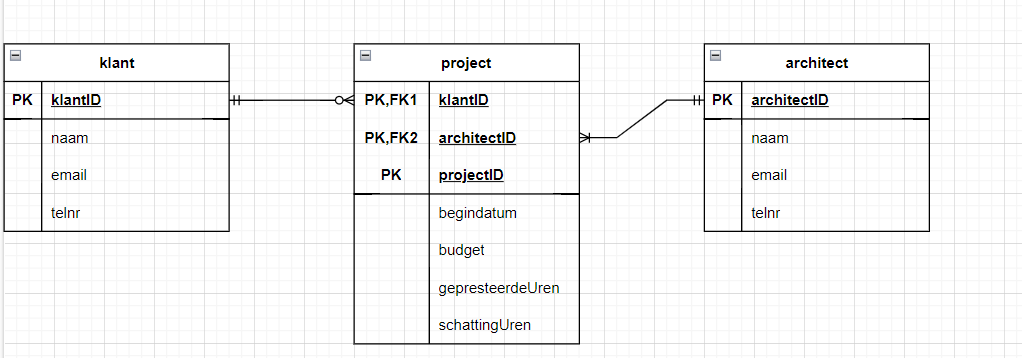 klant
PK klantID
naam
email
telnr
project
PK,FK1 klantID
PK,FK2 architectID
PK projectID
begindatum
budget
gepresteerdeUren
schattingUren
architect
PK architectID
naam
email
telnr